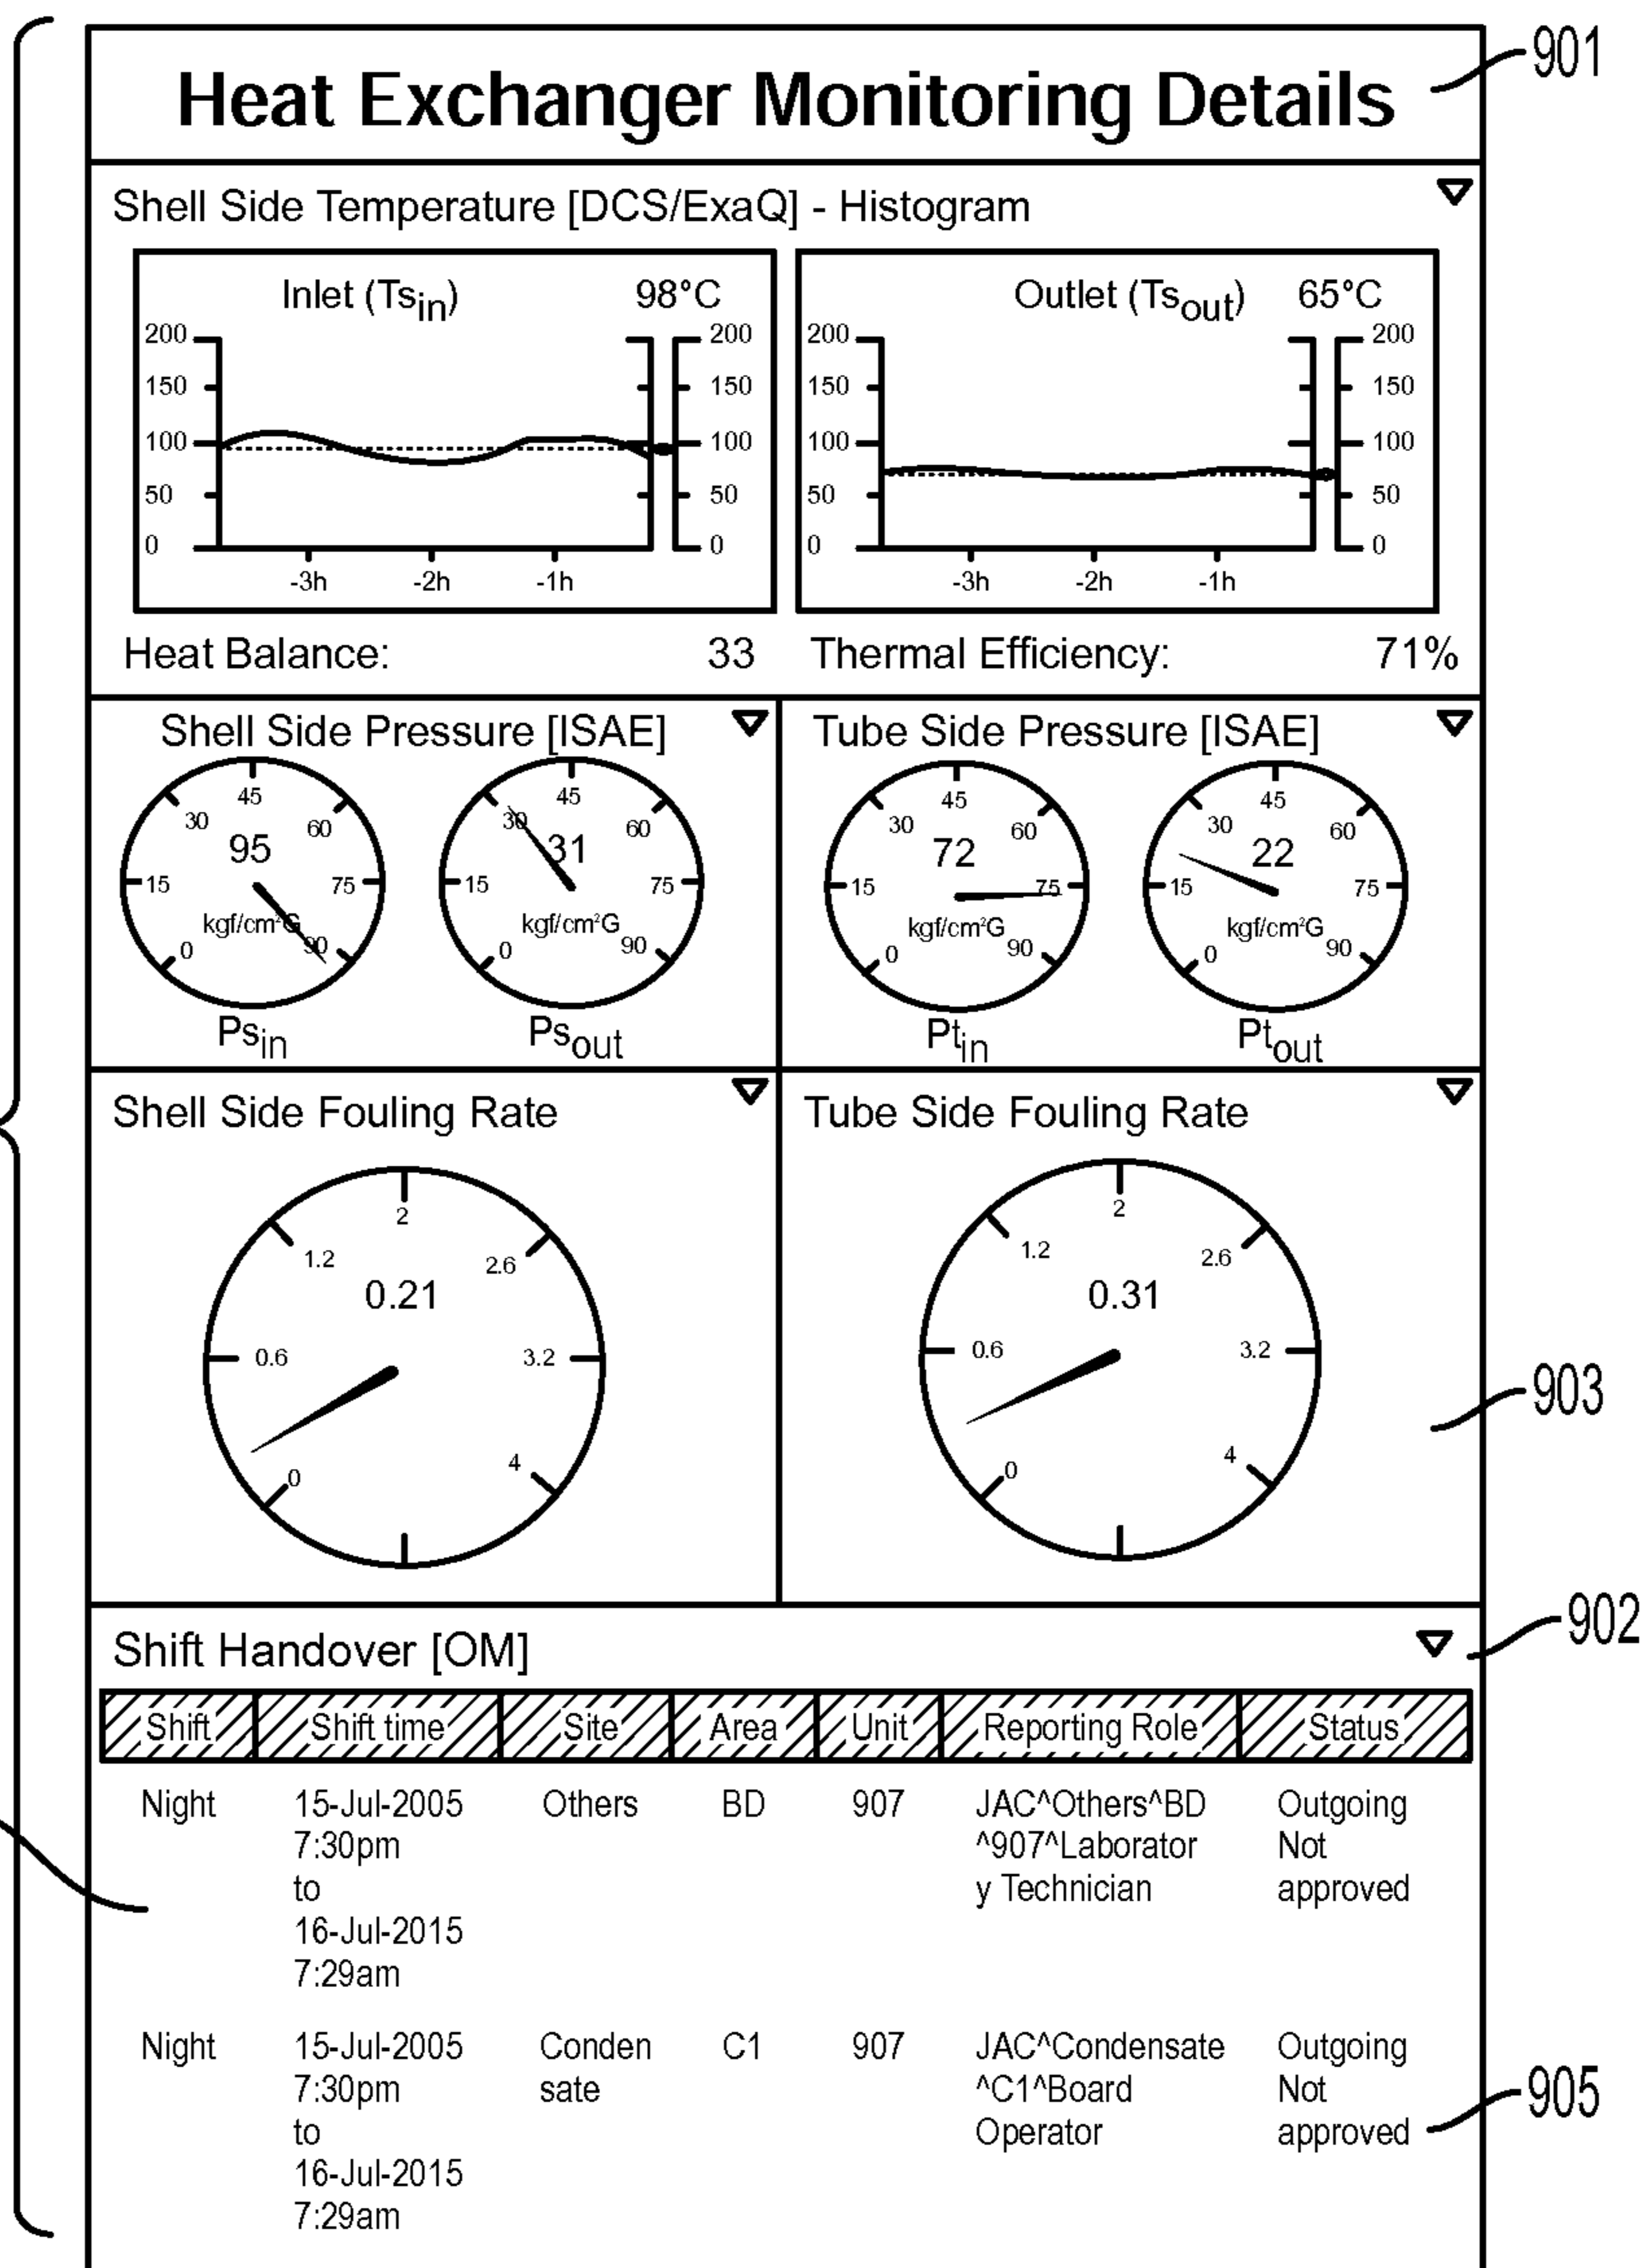 901
Heat Exchanger Monitoring Details
Shell Side Temperature [DCS/ExaQ] - Histogram
Inlet (Tsin) 98°C
200 200
150 150
100 100
50 50
0 0
-3h -2h -1h
Outlet (Tsout) 65°C
200 200
150 150
100 100
50 50
0 0
-3h -2h -1h
Heat Balance: 33
Thermal Efficiency: 71%
Shell Side Pressure [ISAE]
45
30 60
95
15 75
kgf/cm²G
0 90
Psin
45
30 60
31
15 75
kgf/cm²G
0 90
Psout
Tube Side Pressure [ISAE]
45
30 60
72
15 75
kgf/cm²G
0 90
Ptin
45
30 60
22
15 75
kgf/cm²G
0 90
Ptout
Shell Side Fouling Rate
2
1.2 2.6
0.21
0.6 3.2
0 4
Tube Side Fouling Rate
2
1.2 2.6
0.31
0.6 3.2
0 4
903
902
Shift Handover [OM]
Shift Shift time Site Area Unit Reporting Role Status
Night 15-Jul-2005 Others BD 907 JAC^Others^BD Outgoing
7:30pm ^907^Laborator Not
to y Technician approved
16-Jul-2015
7:29am
Night 15-Jul-2005 Conden C1 907 JAC^Condensate Outgoing
7:30pm sate ^C1^Board Not
to Operator approved
16-Jul-2015
7:29am
905